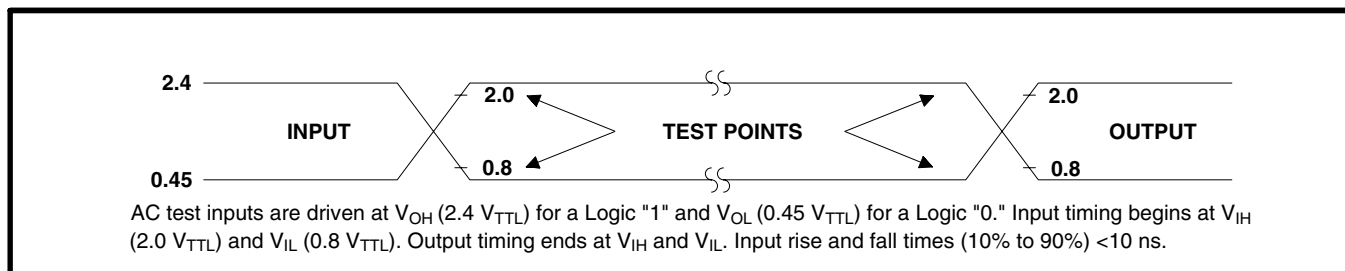 2.4
2.0
2.0
INPUT
TEST POINTS
OUTPUT
0.8
0.8
0.45
AC test inputs are driven at VOH (2.4 VTTL) for a Logic "1" and VOL (0.45 VTTL) for a Logic "0." Input timing begins at VIH
(2.0 VTTL) and VIL (0.8 VTTL). Output timing ends at VIH and VIL. Input rise and fall times (10% to 90%) <10 ns.